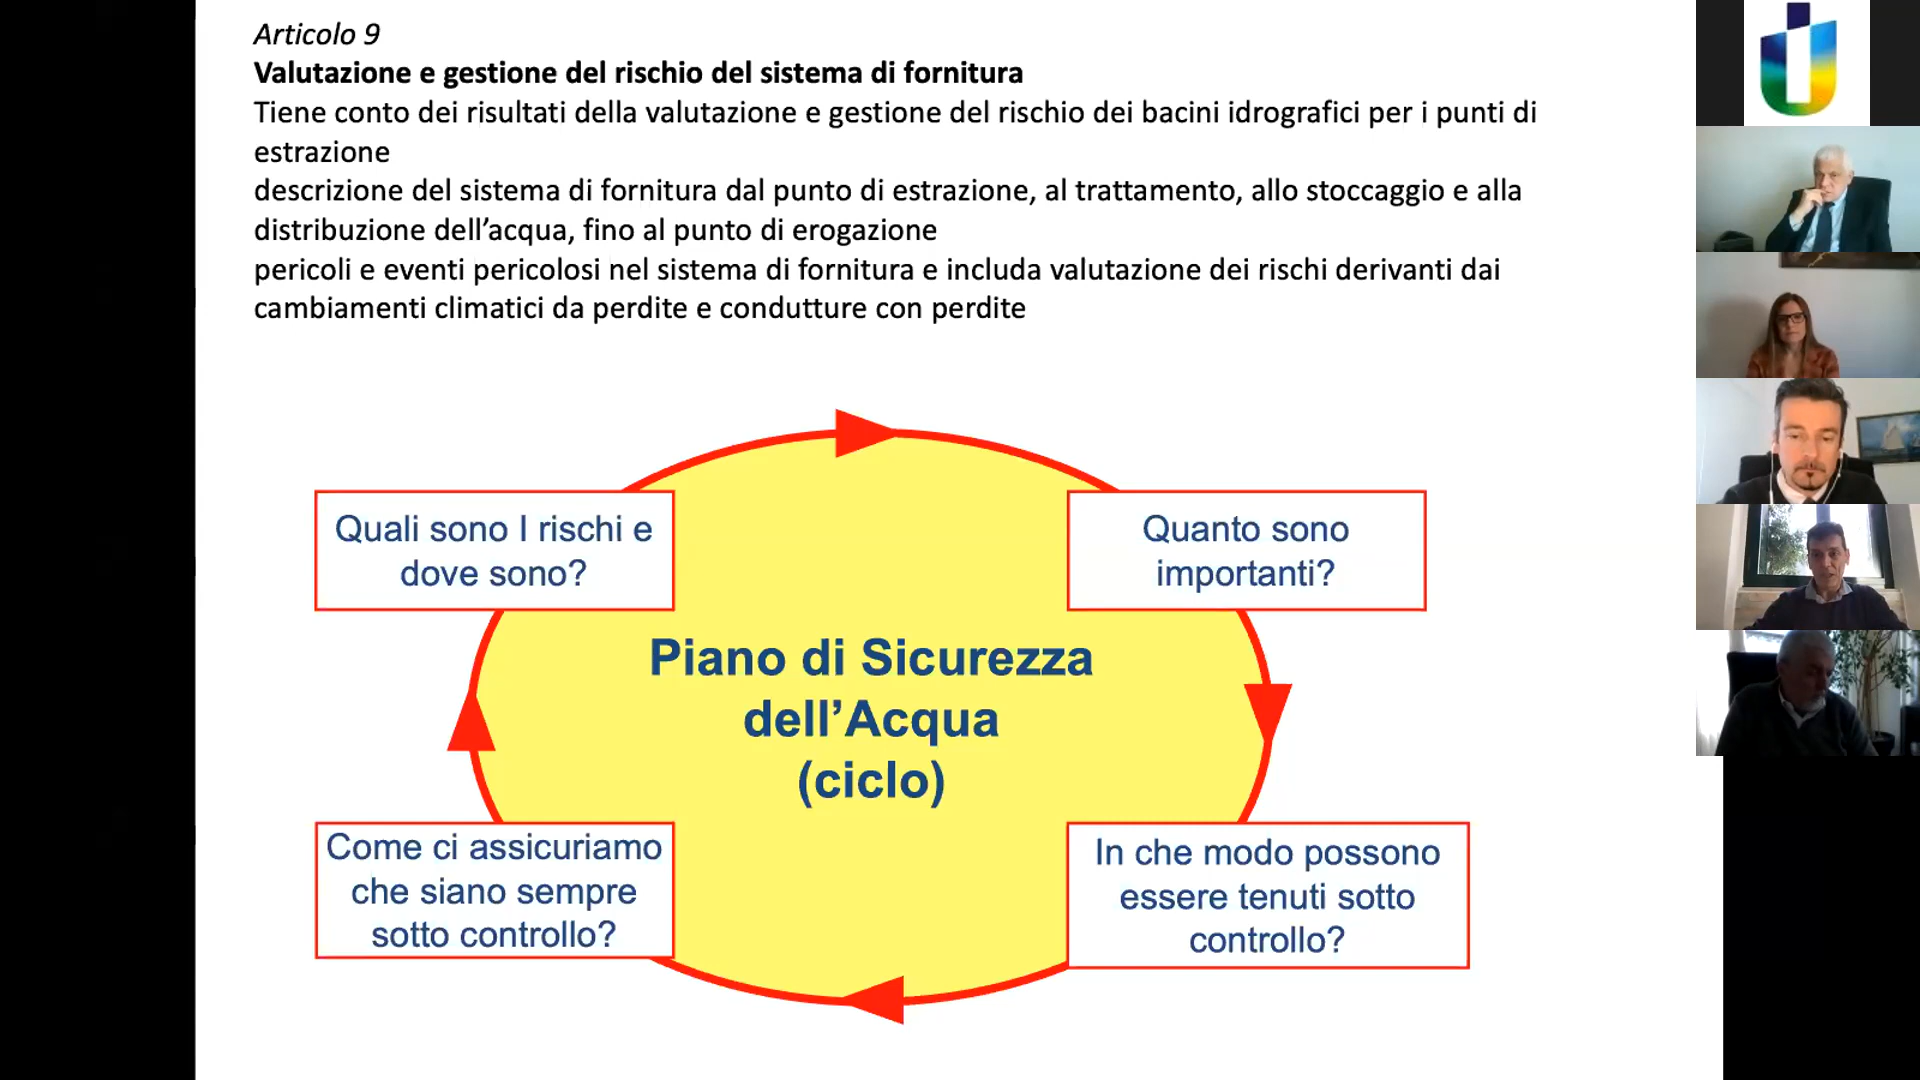 Articolo 9
Valutazione e gestione del rischio del sistema di fornitura
Tiene conto dei risultati della valutazione e gestione del rischio dei bacini idrografici per i punti di
estrazione
descrizione del sistema di fornitura dal punto di estrazione, al trattamento, allo stoccaggio e alla
distribuzione dell’acqua, fino al punto di erogazione
pericoli e eventi pericolosi nel sistema di fornitura e includa valutazione dei rischi derivanti dai
cambiamenti climatici da perdite e condutture con perdite
Quali sono I rischi e
dove sono?
Quanto sono
importanti?
Piano di Sicurezza
dell’Acqua
(ciclo)
Come ci assicuriamo
che siano sempre
sotto controllo?
In che modo possono
essere tenuti sotto
controllo?